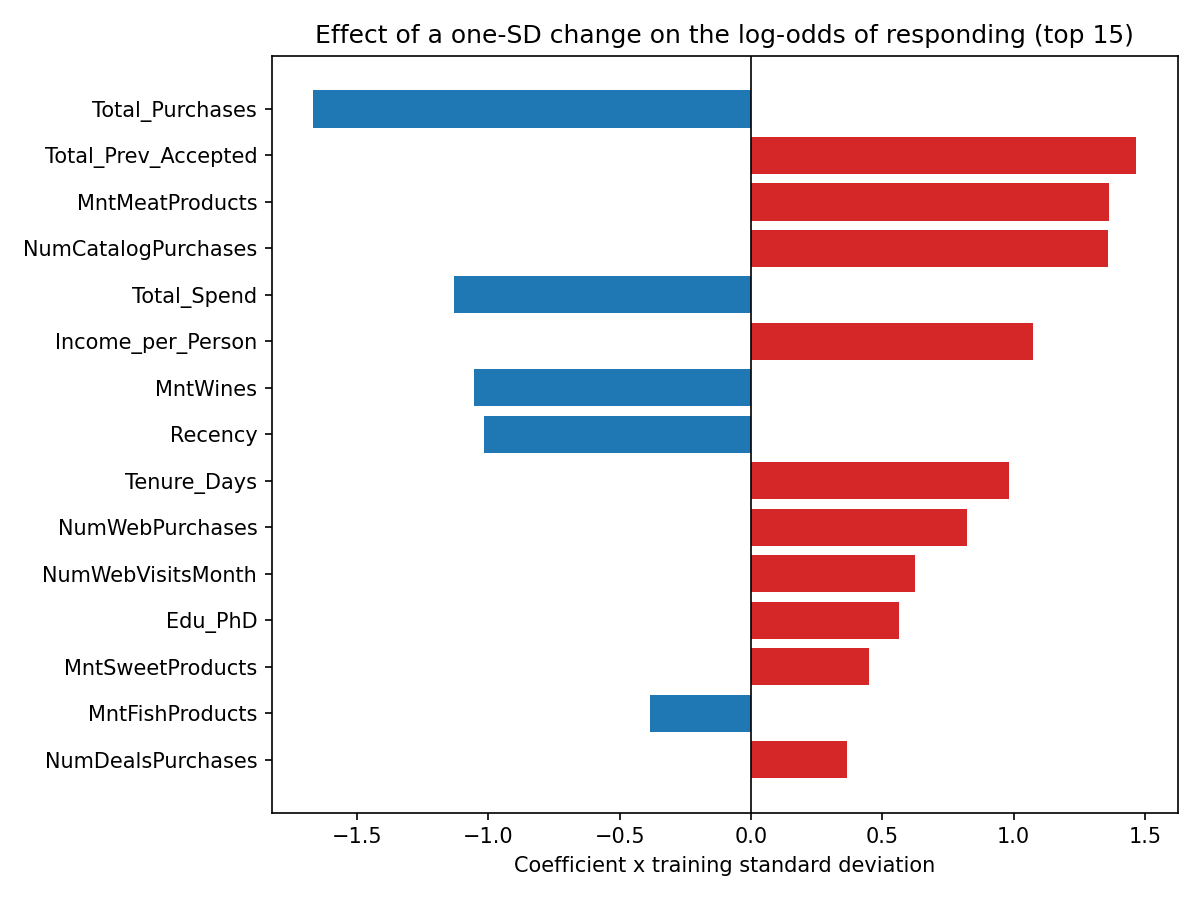 Effect of a one-SD change on the log-odds of responding (top 15)
Total_Purchases
Total_Prev_Accepted
MntMeatProducts
NumCatalogPurchases
Total_Spend
Income_per_Person
MntWines
Recency
Tenure_Days
NumWebPurchases
NumWebVisitsMonth
Edu_PhD
MntSweetProducts
MntFishProducts
NumDealsPurchases
−1.5 −1.0 −0.5 0.0 0.5 1.0 1.5
Coefficient x training standard deviation